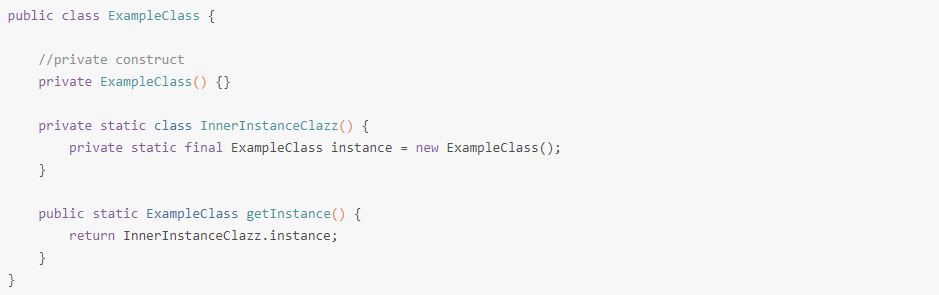 public class ExampleClass {
//private construct
private ExampleClass() {}
private static class InnerInstanceClazz() {
private static final ExampleClass instance = new ExampleClass();
}
public static ExampleClass getInstance() {
return InnerInstanceClazz.instance;
}
}